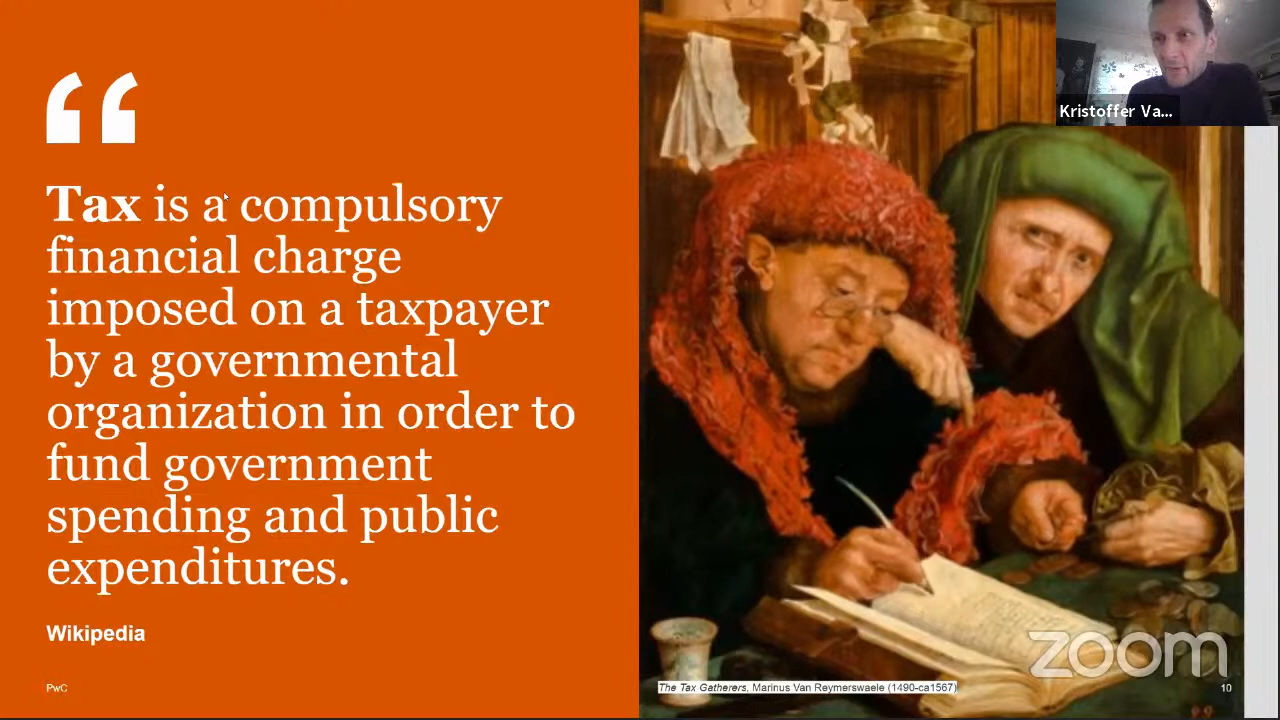 “
Tax is a compulsory
financial charge
imposed on a taxpayer
by a governmental
organization in order to
fund government
spending and public
expenditures.
Wikipedia
PwC
Kristoffer Va...
zoom
The Tax Gatherers, Marinus Van Reymerswaele (1490-ca1567)
10